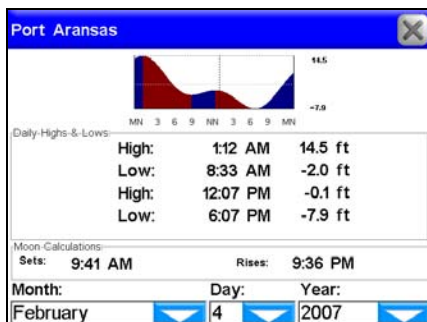 Port Aransas
14.5
-7.9
MN 3 6 9 NN 3 6 9 MN
Daily Highs & Lows
High: 1:12 AM 14.5 ft
Low: 8:33 AM -2.0 ft
High: 12:07 PM -0.1 ft
Low: 6:07 PM -7.9 ft
Moon Calculations
Sets: 9:41 AM Rises: 9:36 PM
Month: Day: Year:
February 4 2007